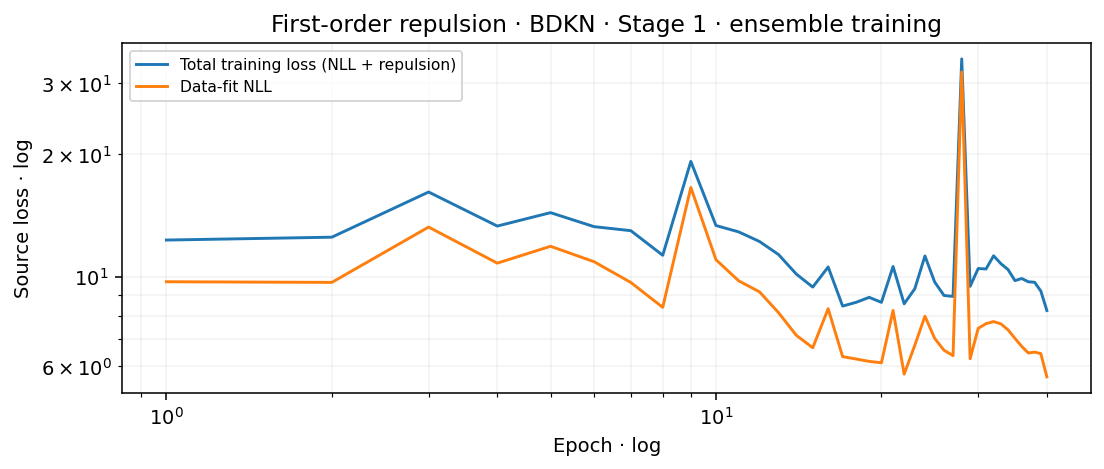 First-order repulsion · BDKN · Stage 1 · ensemble training
Total training loss (NLL + repulsion)
Data-fit NLL
Source loss · log
3 × 10¹
2 × 10¹
10¹
6 × 10⁰
10⁰
10¹
Epoch · log